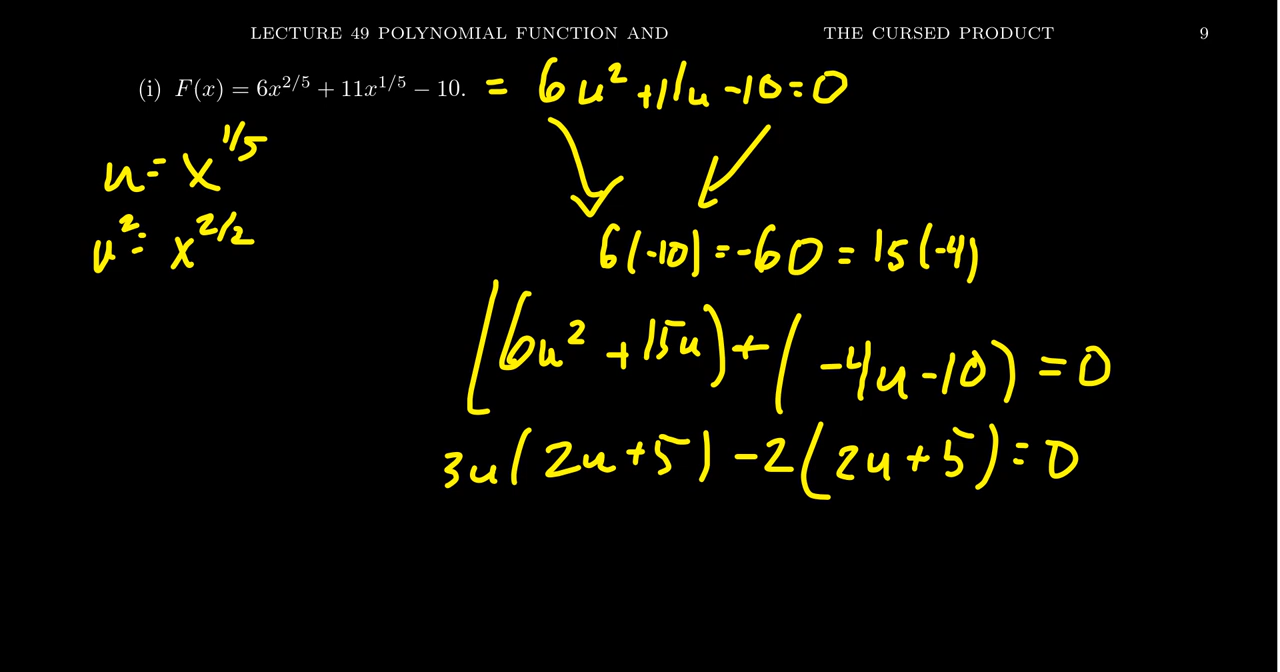 LECTURE 49 POLYNOMIAL FUNCTION AND THE CURSED PRODUCT 9
(i) F(x) = 6x^{2/5} + 11x^{1/5} − 10. = 6u² + 11u - 10 = 0
u = x^{1/5}
u² = x^{2/2}
6(-10) = -60 = 15(-4)
(6u² + 15u) + (-4u - 10) = 0
3u(2u + 5) - 2(2u + 5) = 0